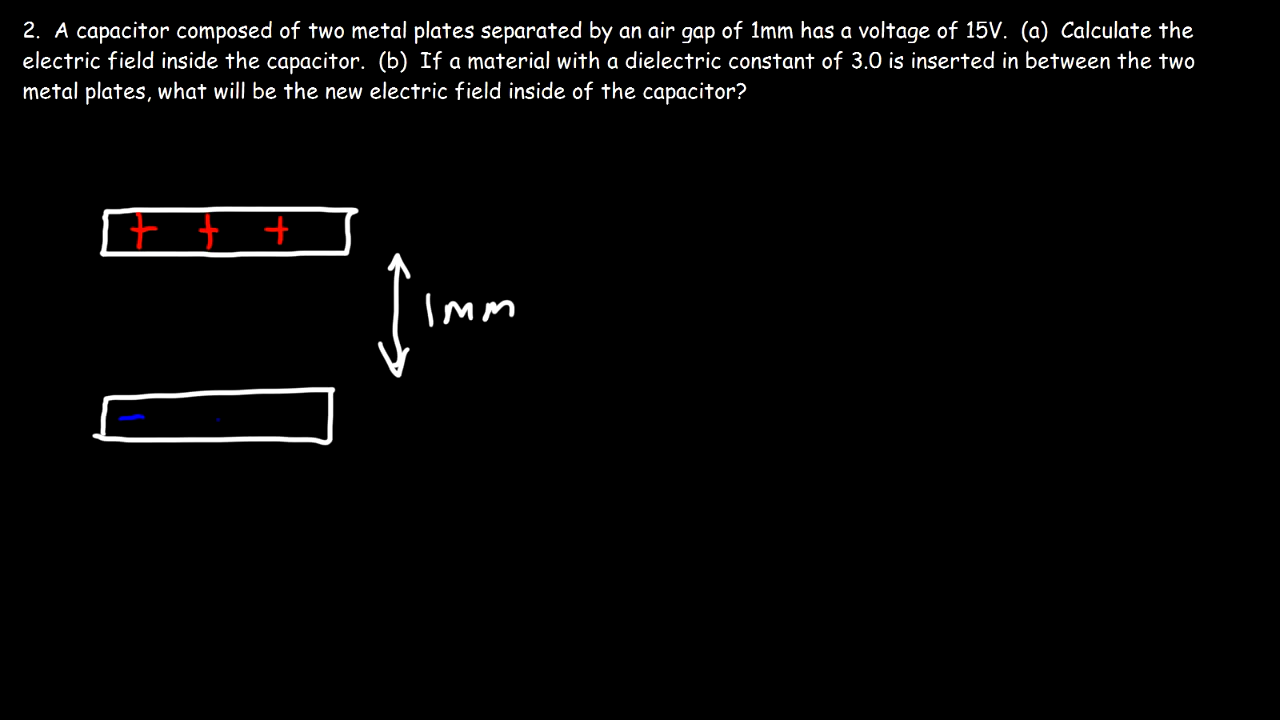 2. A capacitor composed of two metal plates separated by an air gap of 1mm has a voltage of 15V. (a) Calculate the
electric field inside the capacitor. (b) If a material with a dielectric constant of 3.0 is inserted in between the two
metal plates, what will be the new electric field inside of the capacitor?
+ + +
1mm
-